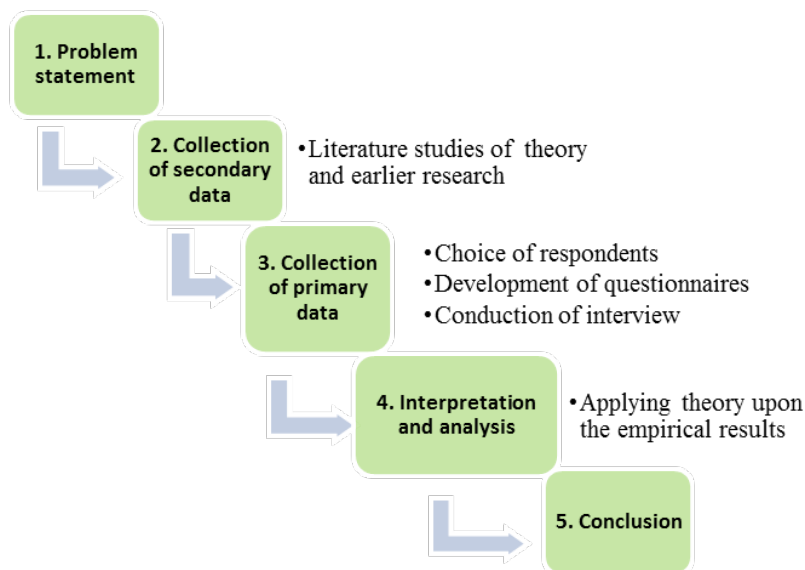 1. Problem
statement
2. Collection
of secondary
data
•Literature studies of theory
and earlier research
3. Collection
of primary
data
•Choice of respondents
•Development of questionnaires
•Conduction of interview
4. Interpretation
and analysis
•Applying theory upon
the empirical results
5. Conclusion